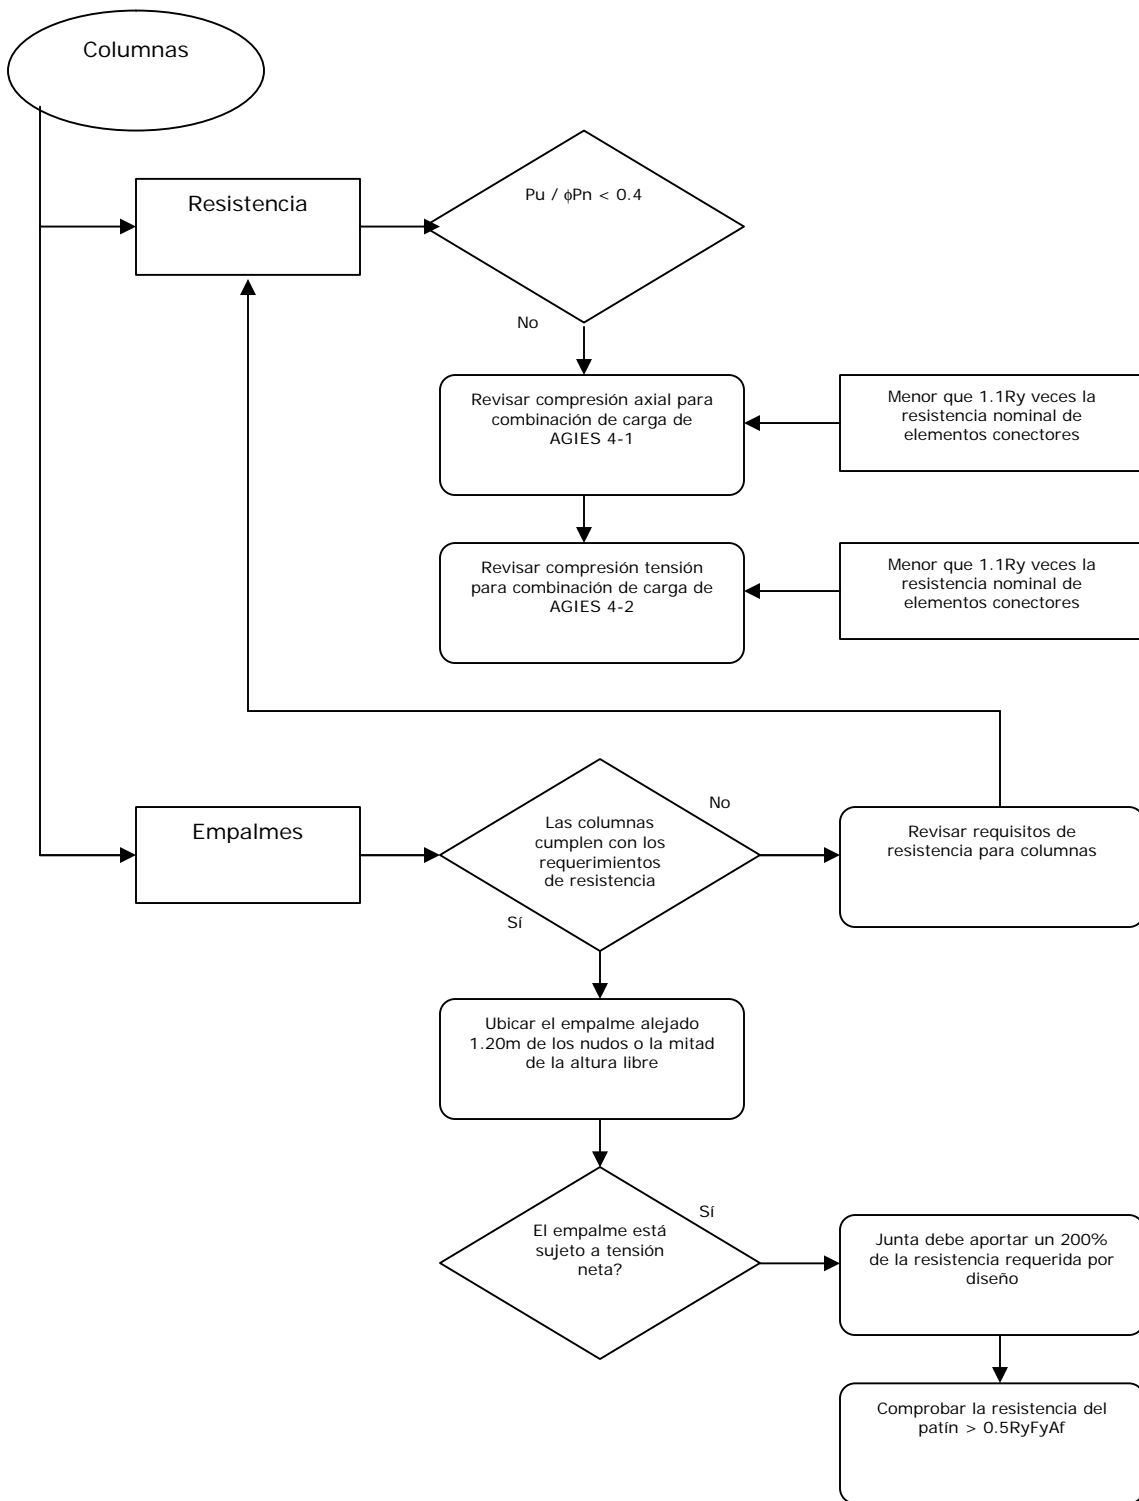 Columnas
Resistencia
Pu / ϕPn < 0.4
No
Revisar compresión axial para
combinación de carga de
AGIES 4-1
Menor que 1.1Ry veces la
resistencia nominal de
elementos conectores
Revisar compresión tensión
para combinación de carga de
AGIES 4-2
Menor que 1.1Ry veces la
resistencia nominal de
elementos conectores
Empalmes
Las columnas
cumplen con los
requerimientos
de resistencia
No
Revisar requisitos de
resistencia para columnas
Sí
Ubicar el empalme alejado
1.20m de los nudos o la mitad
de la altura libre
El empalme está
sujeto a tensión
neta?
Sí
Junta debe aportar un 200%
de la resistencia requerida por
diseño
Comprobar la resistencia del
patín > 0.5RyFyAf